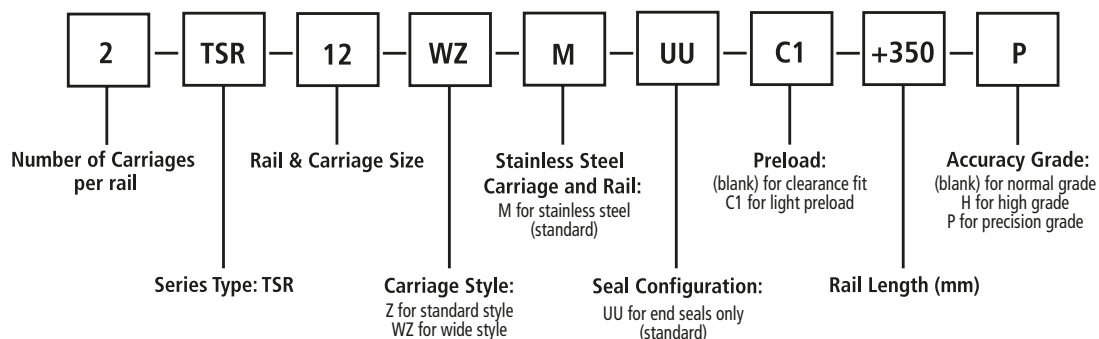 2 – TSR – 12 – WZ – M – UU – C1 – +350 – P
Number of Carriages
per rail
Rail & Carriage Size
Stainless Steel
Carriage and Rail:
M for stainless steel
(standard)
Preload:
(blank) for clearance fit
C1 for light preload
Accuracy Grade:
(blank) for normal grade
H for high grade
P for precision grade
Series Type: TSR
Carriage Style:
Z for standard style
WZ for wide style
Seal Configuration:
UU for end seals only
(standard)
Rail Length (mm)